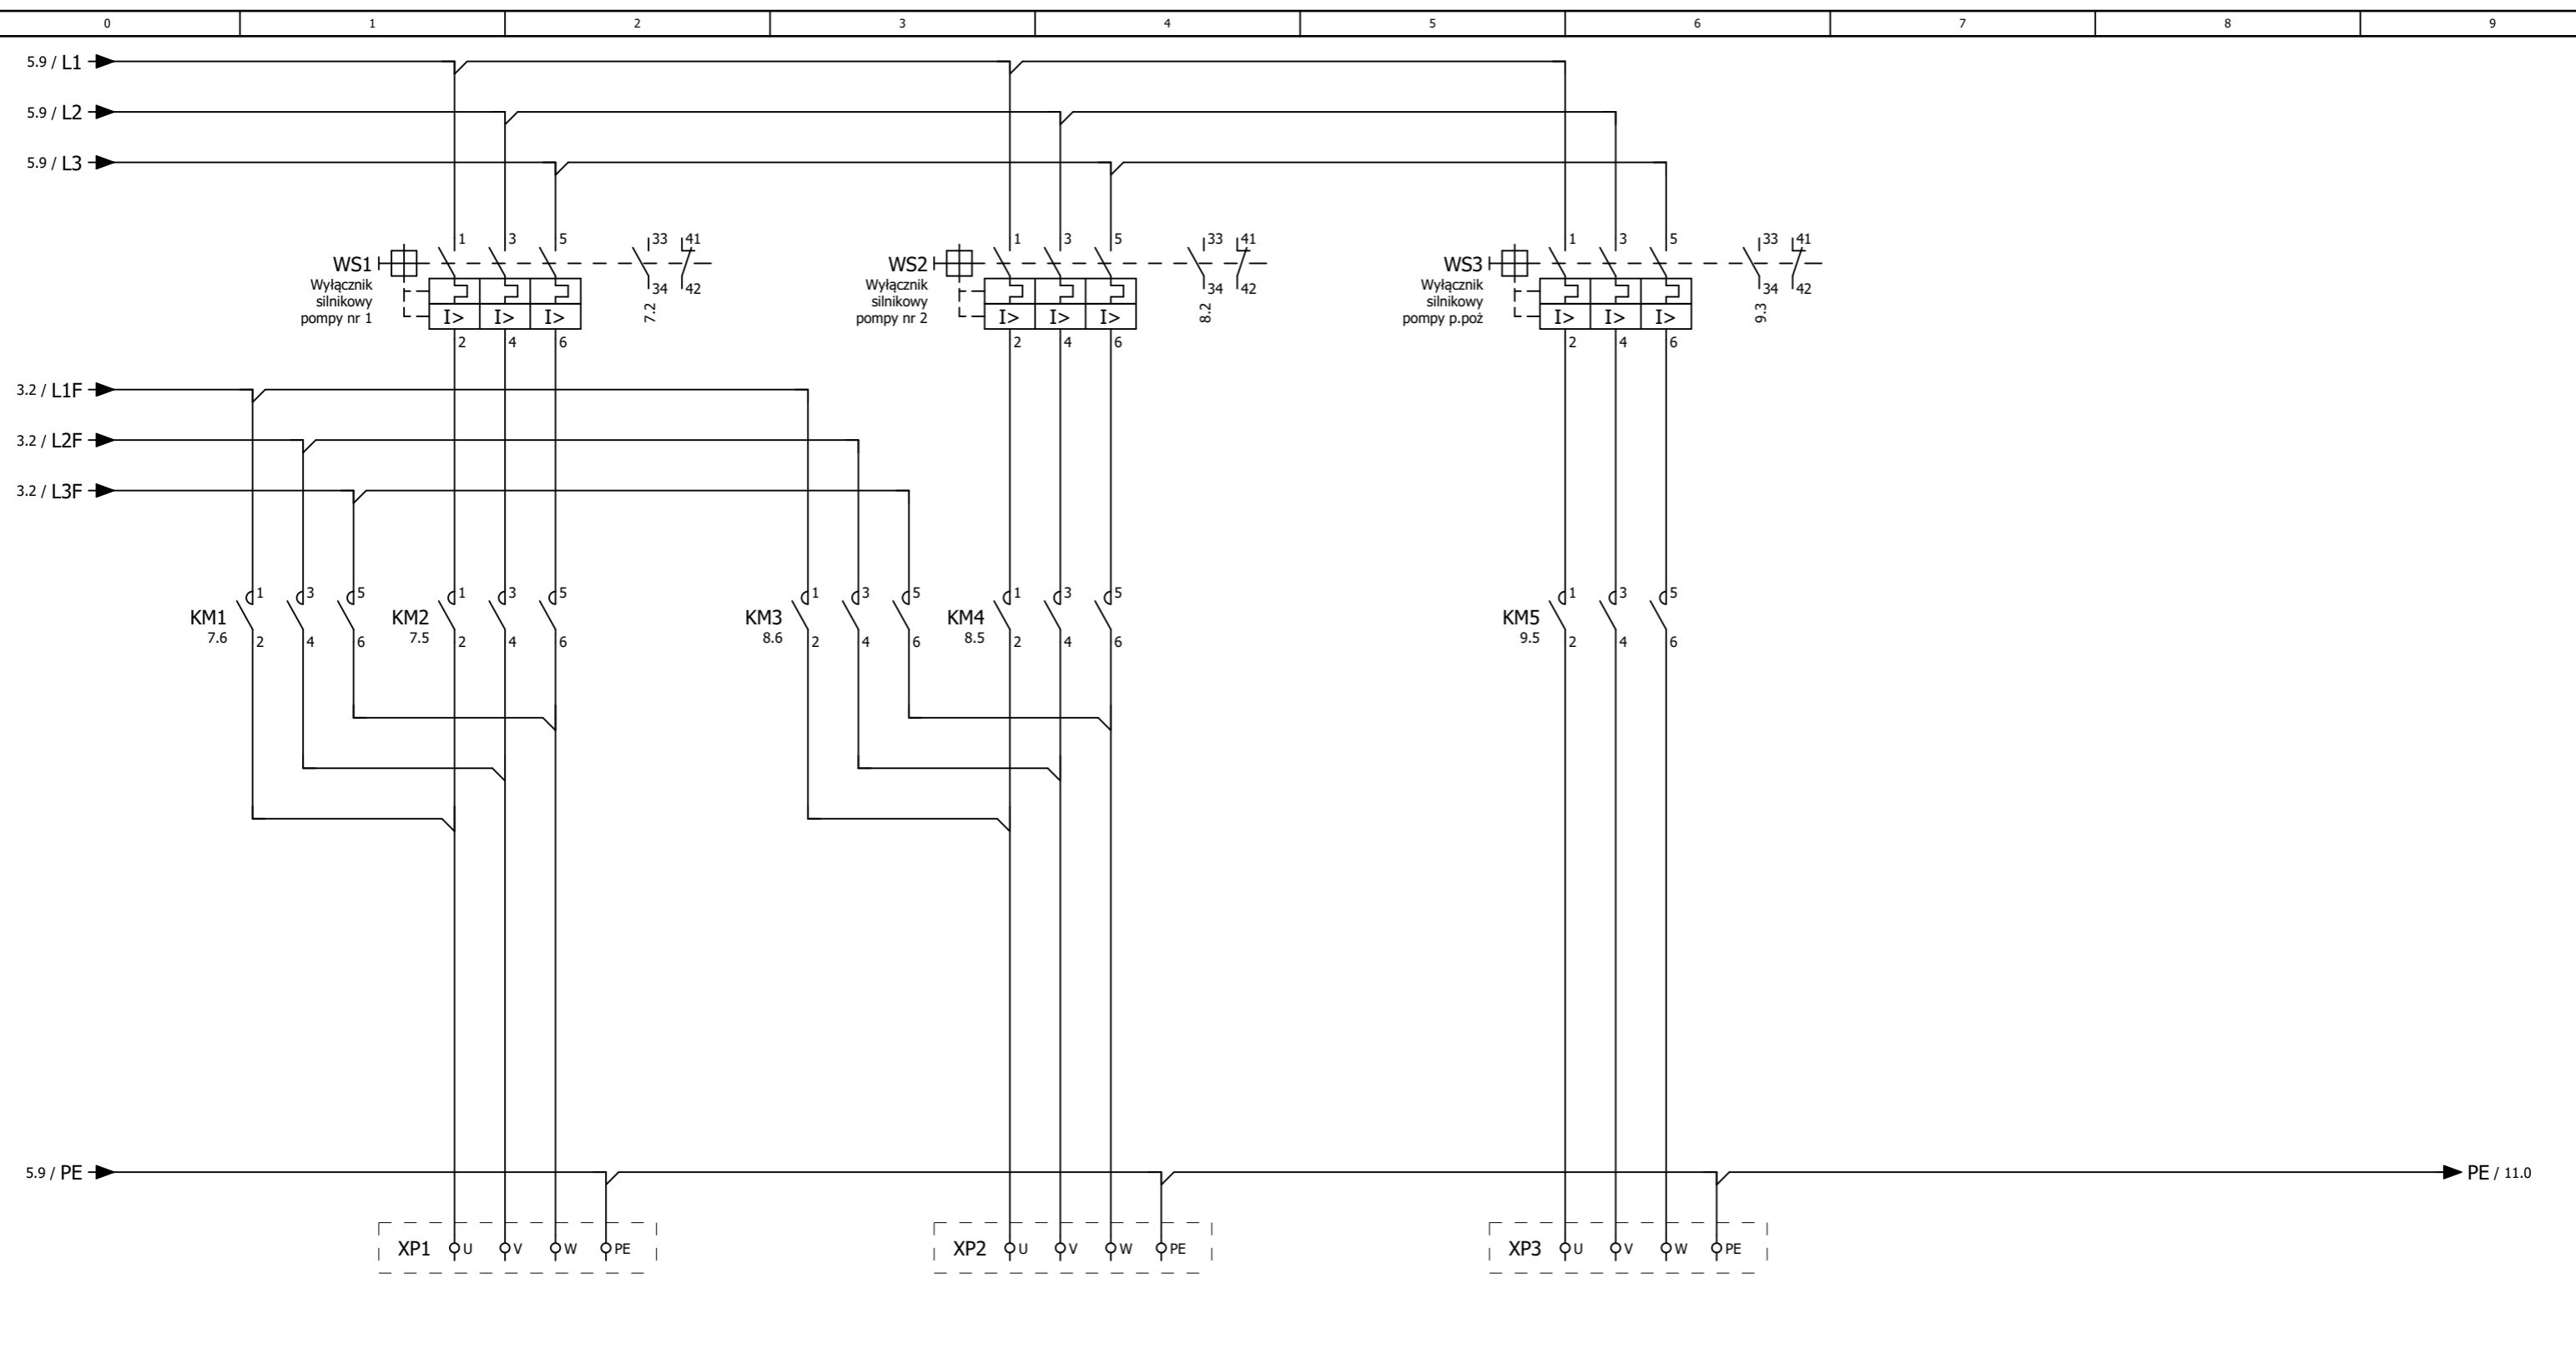 0 1 2 3 4 5 6 7 8 9
5.9 / L1
5.9 / L2
5.9 / L3
1 3 5 33 41
WS1
Wyłącznik
silnikowy
pompy nr 1
34 42
7.2
I> I> I>
2 4 6
1 3 5 33 41
WS2
Wyłącznik
silnikowy
pompy nr 2
34 42
8.2
I> I> I>
2 4 6
1 3 5 33 41
WS3
Wyłącznik
silnikowy
pompy p.poż
34 42
9.3
I> I> I>
2 4 6
3.2 / L1F
3.2 / L2F
3.2 / L3F
1 3 5
KM1
7.6
2 4 6
1 3 5
KM2
7.5
2 4 6
1 3 5
KM3
8.6
2 4 6
1 3 5
KM4
8.5
2 4 6
1 3 5
KM5
9.5
2 4 6
5.9 / PE
PE / 11.0
XP1 U V W PE
XP2 U V W PE
XP3 U V W PE